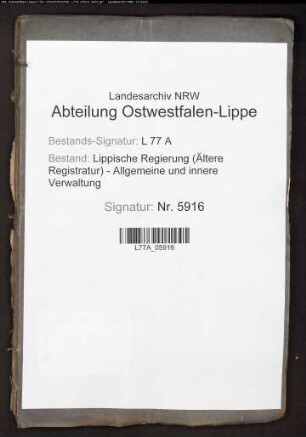 Landesarchiv NRW
Abteilung Ostwestfalen-Lippe
Bestands-Signatur: L 77 A
Bestand: Lippische Regierung (Ältere
Registratur) - Allgemeine und innere
Verwaltung
Signatur: Nr. 5916
L77A_05916